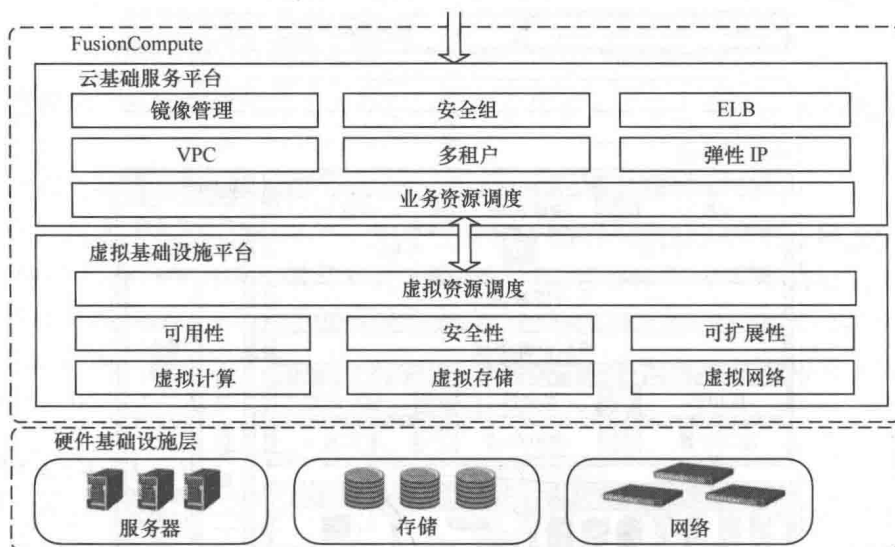 FusionCompute
云基础服务平台
镜像管理 安全组 ELB
VPC 多租户 弹性 IP
业务资源调度
虚拟基础设施平台
虚拟资源调度
可用性 安全性 可扩展性
虚拟计算 虚拟存储 虚拟网络
硬件基础设施层
服务器 存储 网络